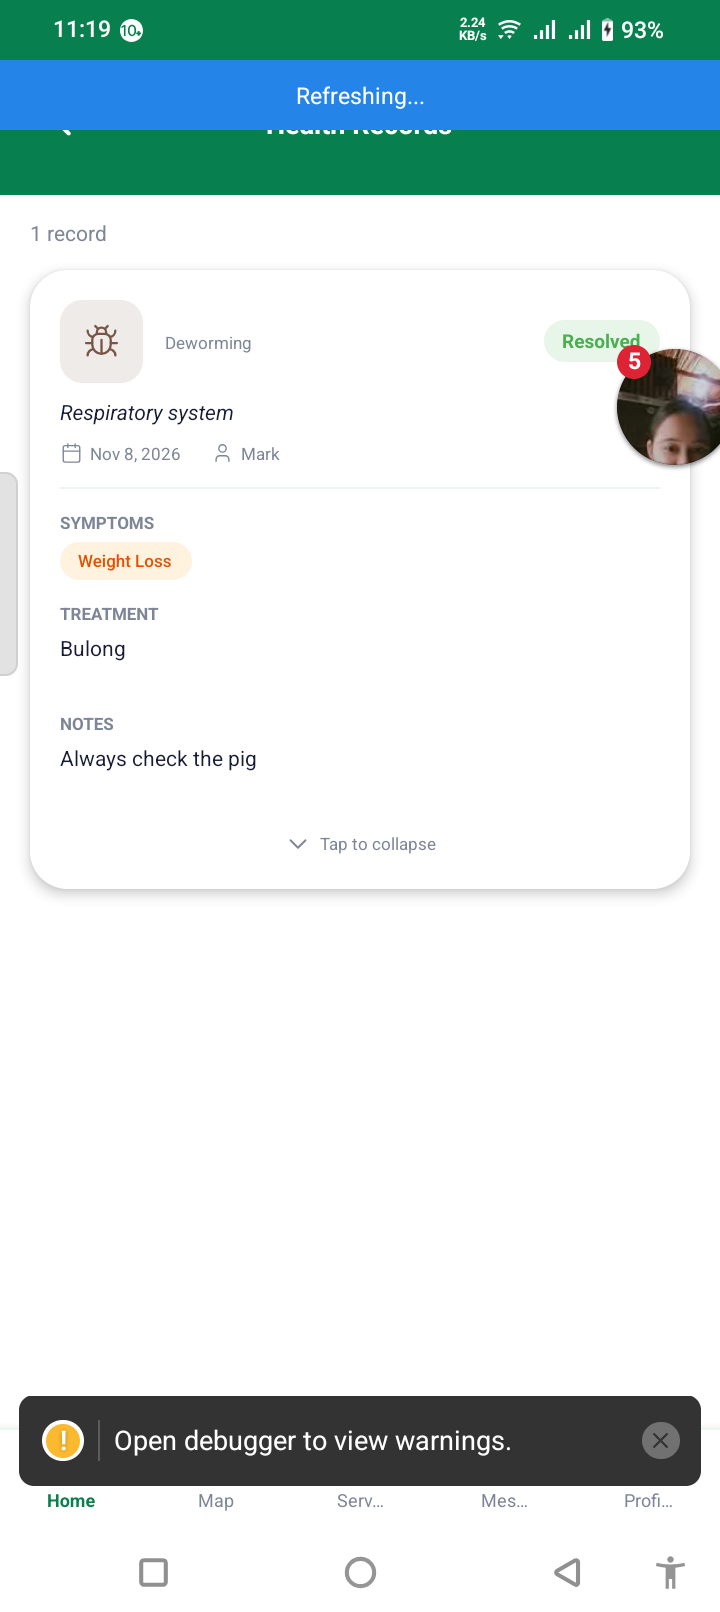 11:19
2.24
KB/s
93%
Refreshing...
Health Records
1 record
Deworming
Resolved
5
Respiratory system
Nov 8, 2026
Mark
SYMPTOMS
Weight Loss
TREATMENT
Bulong
NOTES
Always check the pig
Tap to collapse
Open debugger to view warnings.
Home
Map
Serv...
Mes...
Profi...